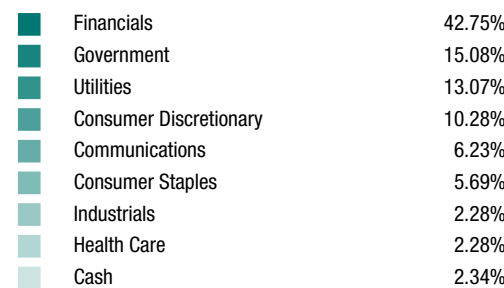 Financials 42.75%
Government 15.08%
Utilities 13.07%
Consumer Discretionary 10.28%
Communications 6.23%
Consumer Staples 5.69%
Industrials 2.28%
Health Care 2.28%
Cash 2.34%